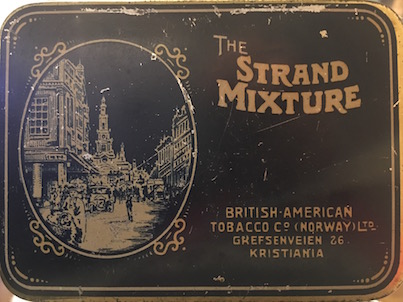 THE
STRAND
MIXTURE
BRITISH-AMERICAN
TOBACCO Co (NORWAY) LTD.
GREFSENVEIEN 26
KRISTIANIA